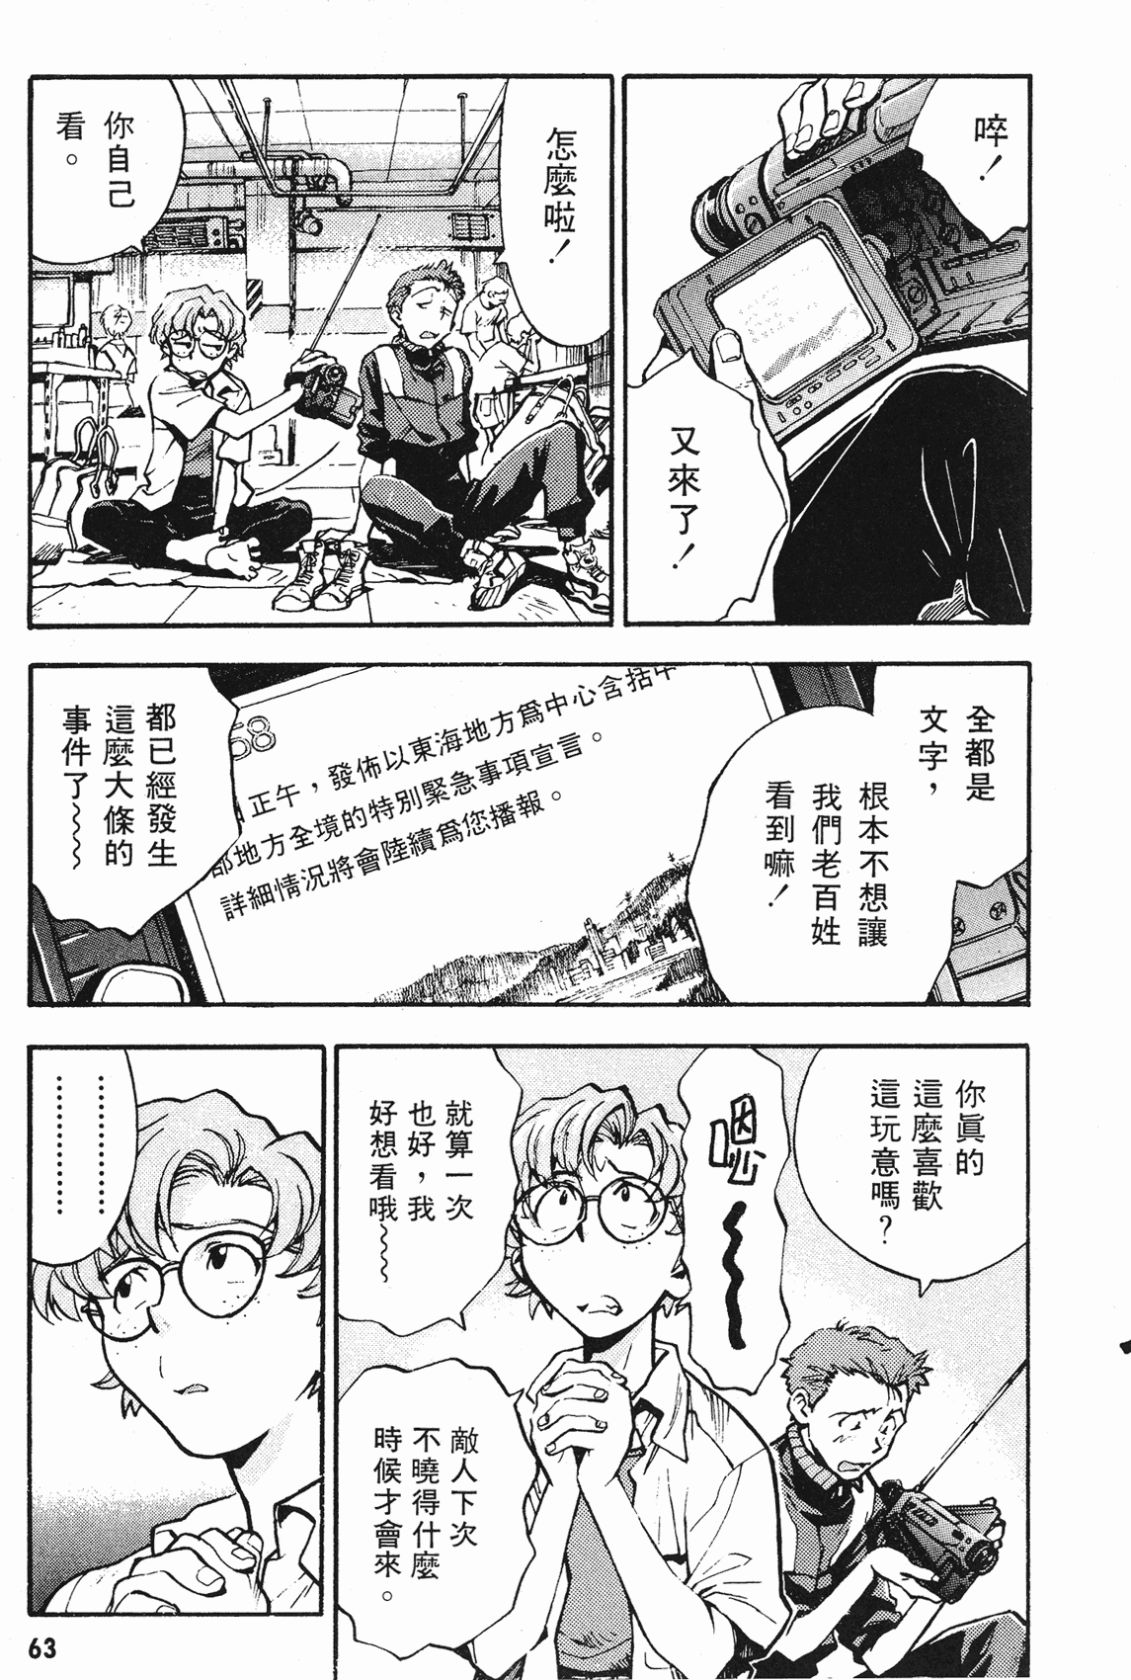 啐！
又來了！
怎麼啦！
你自己
看。
全都是
文字，
根本不想讓
我們老百姓
看到嘛！
58
正午，發佈以東海地方為中心含括中
部地方全境的特別緊急事項宣言。
詳細情況將會陸續為您播報。
都已經發生
這麼大條的
事件了～～～
你真的
這麼喜歡
這玩意嗎？
嗯～～
就算一次
也好，我
好想看哦～～～
敵人下次
不曉得什麼
時候才會來。
…………
…………
63